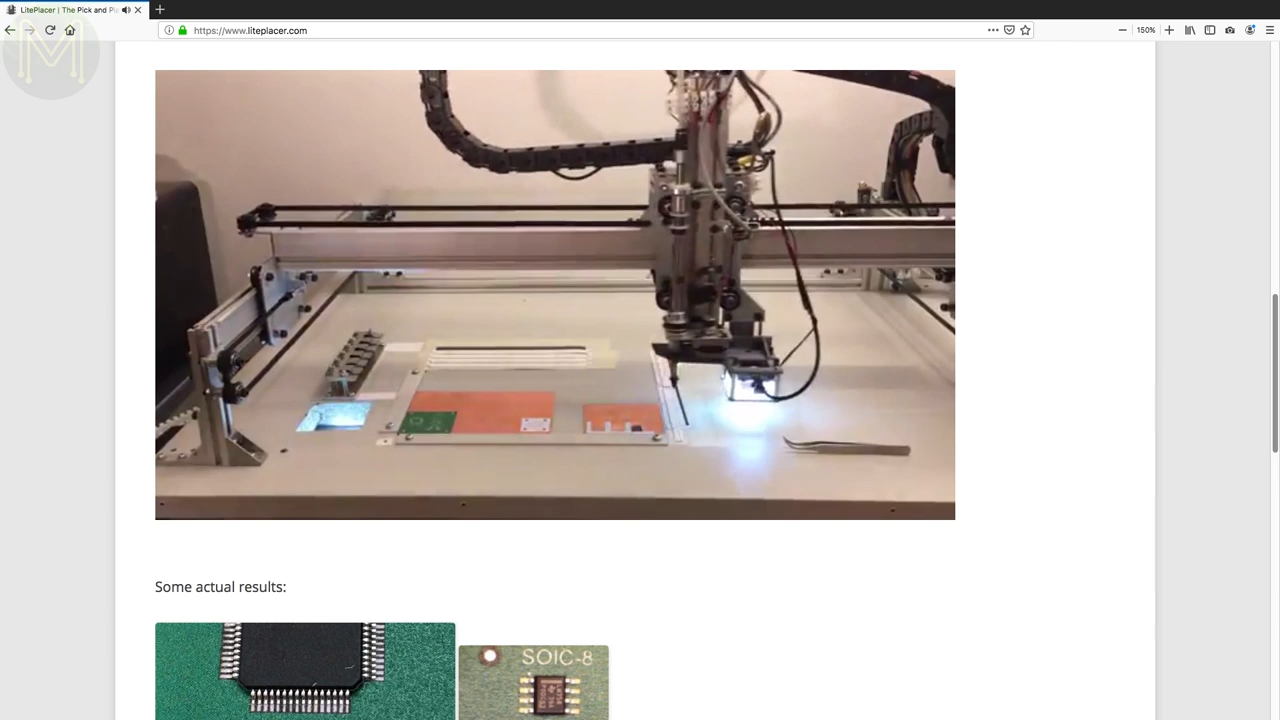 LitePlacer | The Pick and Pl
https://www.liteplacer.com
150%
M
Some actual results:
SOIC-8